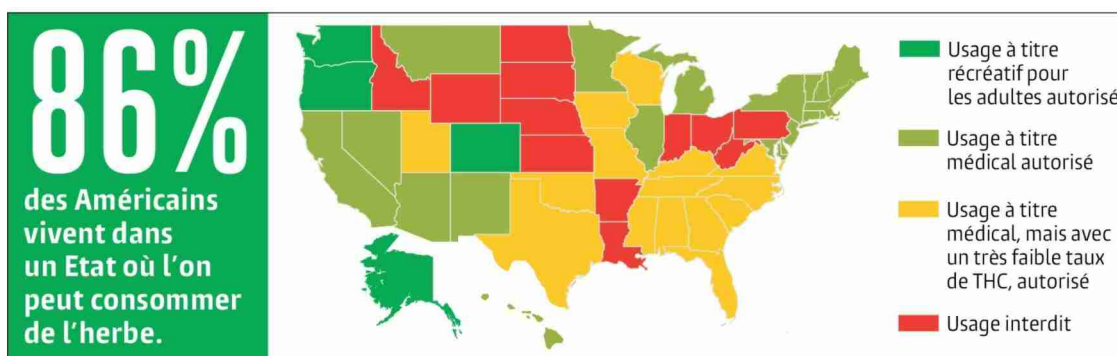 86%
des Américains
vivent dans
un Etat où l'on
peut consommer
de l'herbe.
Usage à titre
récréatif pour
les adultes autorisé
Usage à titre
médical autorisé
Usage à titre
médical, mais avec
un très faible taux
de THC, autorisé
Usage interdit